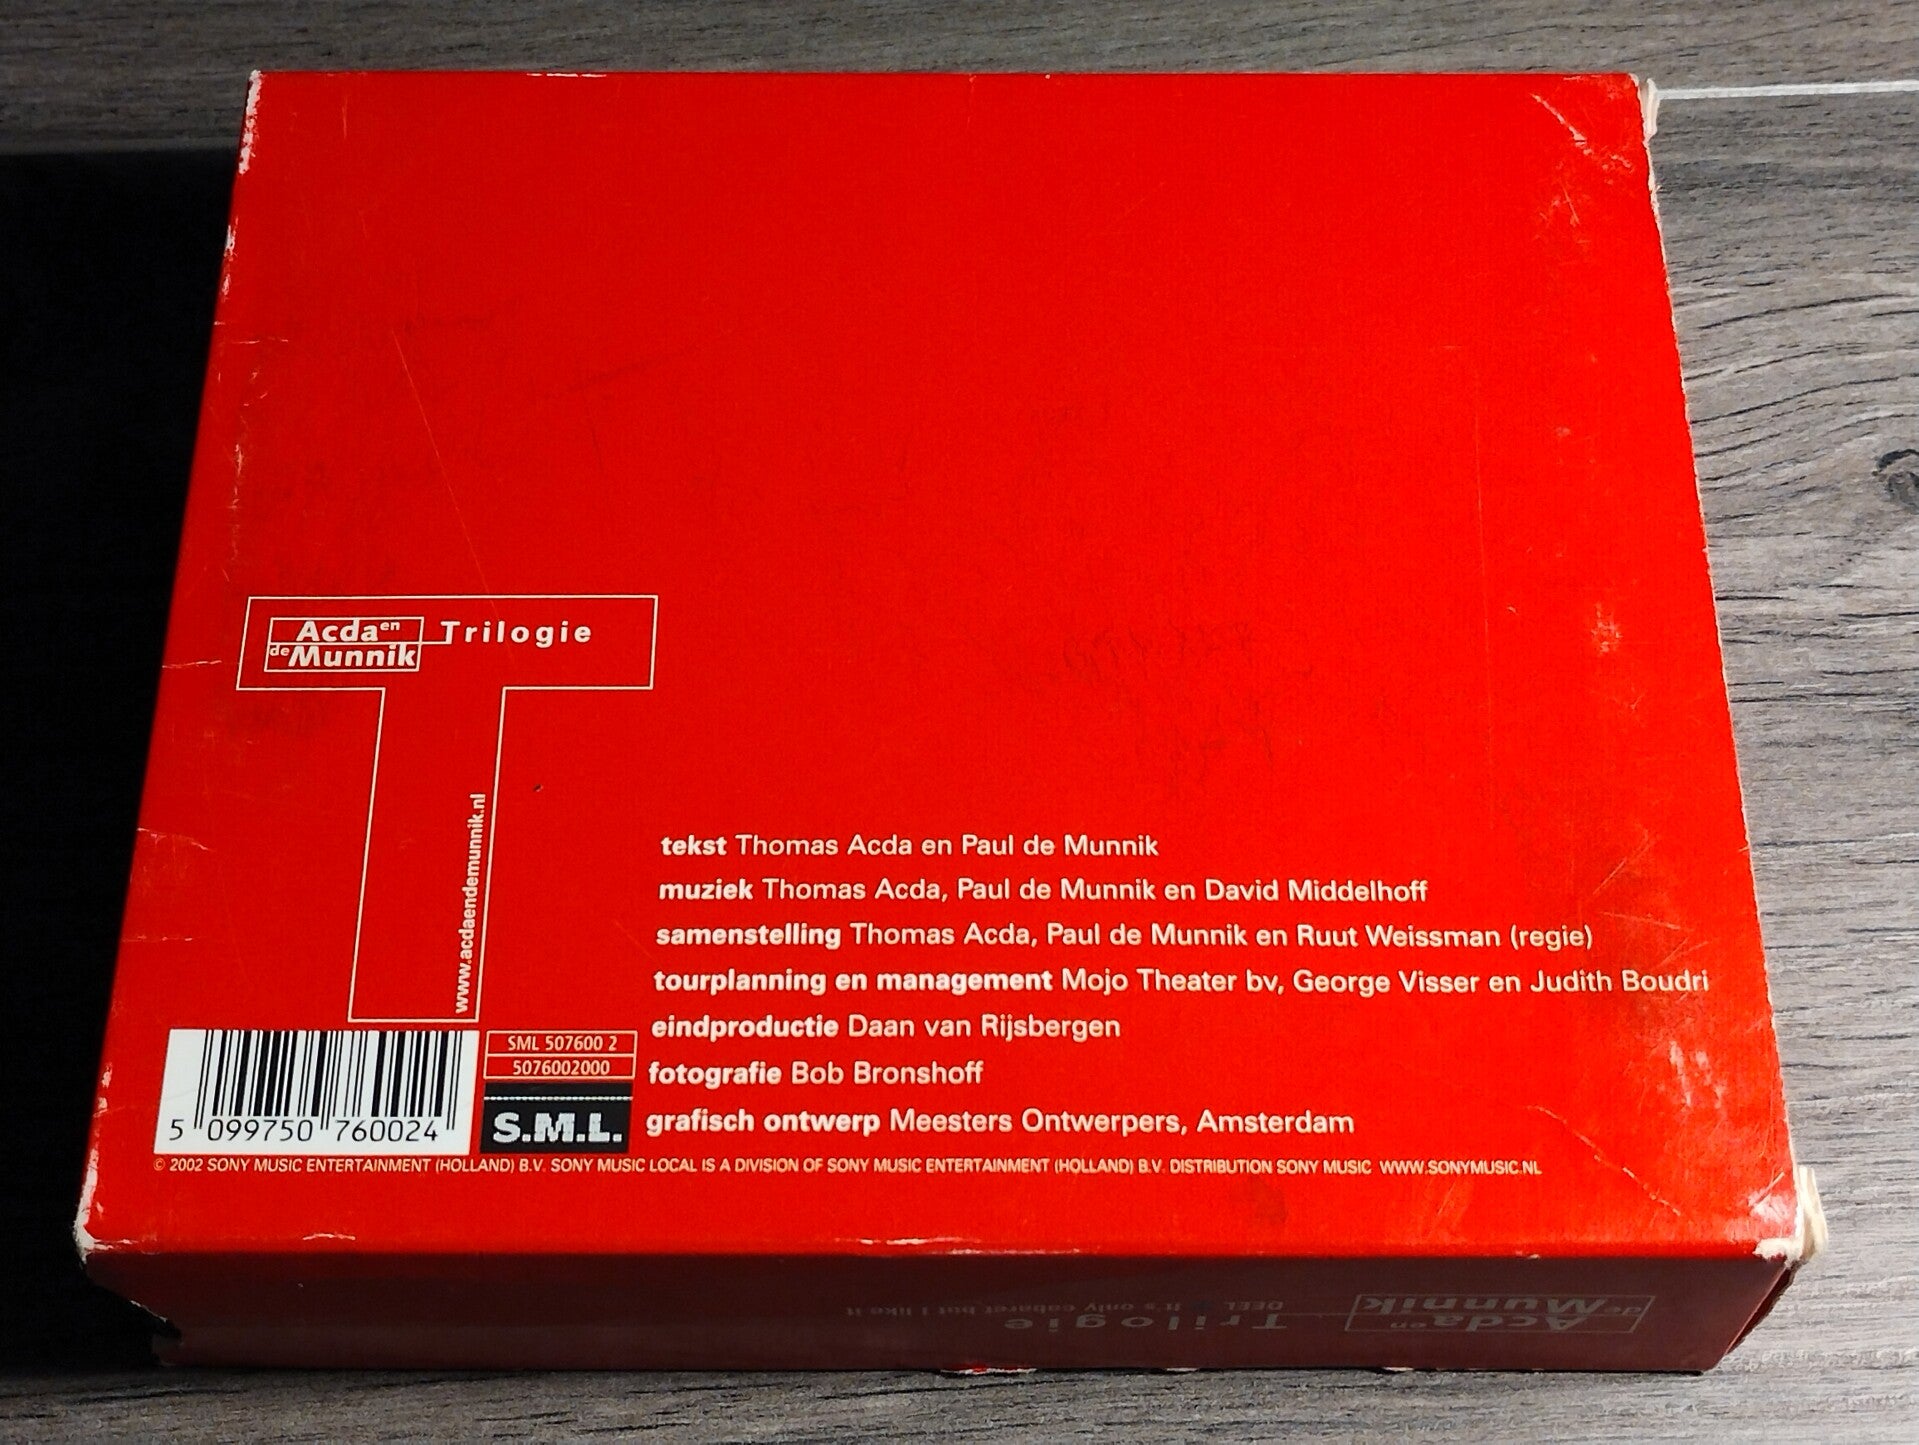 Acda en
de Munnik
Trilogie
www.acdaendemunnik.nl
tekst Thomas Acda en Paul de Munnik
muziek Thomas Acda, Paul de Munnik en David Middelhoff
samenstelling Thomas Acda, Paul de Munnik en Ruut Weissman (regie)
tourplanning en management Mojo Theater bv, George Visser en Judith Boudri
eindproductie Daan van Rijsbergen
fotografie Bob Bronshoff
grafisch ontwerp Meesters Ontwerpers, Amsterdam
SML 507600 2
5076002000
S.M.L.
5 099750 760024
© 2002 SONY MUSIC ENTERTAINMENT (HOLLAND) B.V. SONY MUSIC LOCAL IS A DIVISION OF SONY MUSIC ENTERTAINMENT (HOLLAND) B.V. DISTRIBUTION SONY MUSIC WWW.SONYMUSIC.NL
Acda en
de Munnik
Trilogie
DEEL It's only cabaret but I like it